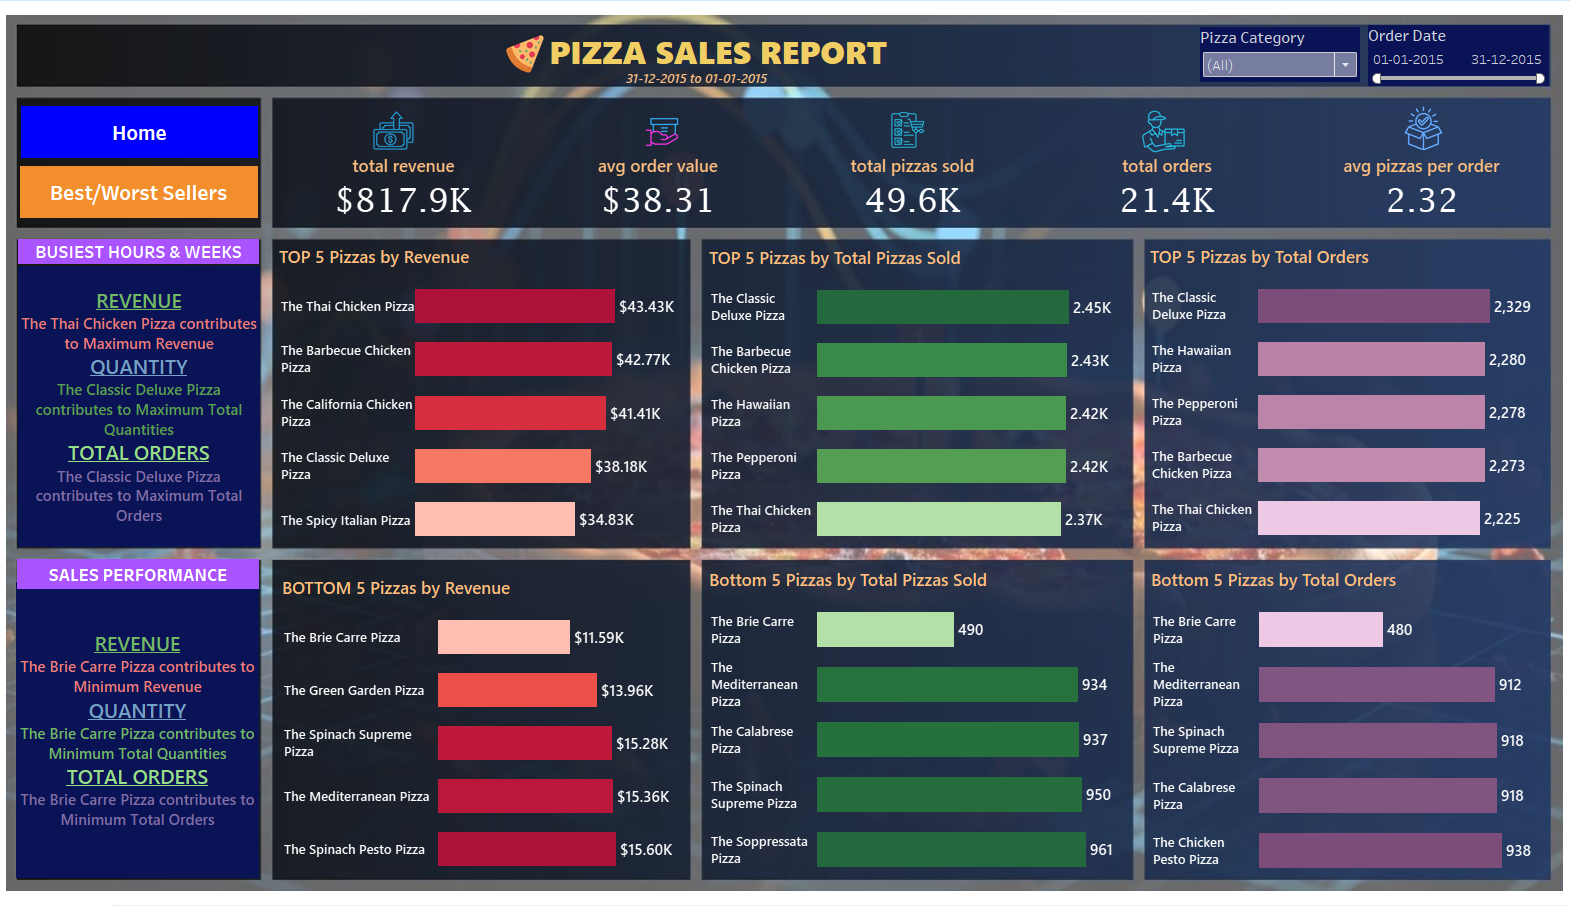 PIZZA SALES REPORT
31-12-2015 to 01-01-2015
Pizza Category
(All)
Order Date
01-01-2015 31-12-2015
Home
Best/Worst Sellers
total revenue
$817.9K
avg order value
$38.31
total pizzas sold
49.6K
total orders
21.4K
avg pizzas per order
2.32
BUSIEST HOURS & WEEKS
REVENUE
The Thai Chicken Pizza contributes
to Maximum Revenue
QUANTITY
The Classic Deluxe Pizza
contributes to Maximum Total
Quantities
TOTAL ORDERS
The Classic Deluxe Pizza
contributes to Maximum Total
Orders
TOP 5 Pizzas by Revenue
The Thai Chicken Pizza $43.43K
The Barbecue Chicken
Pizza $42.77K
The California Chicken
Pizza $41.41K
The Classic Deluxe
Pizza $38.18K
The Spicy Italian Pizza $34.83K
TOP 5 Pizzas by Total Pizzas Sold
The Classic
Deluxe Pizza 2.45K
The Barbecue
Chicken Pizza 2.43K
The Hawaiian
Pizza 2.42K
The Pepperoni
Pizza 2.42K
The Thai Chicken
Pizza 2.37K
TOP 5 Pizzas by Total Orders
The Classic
Deluxe Pizza 2,329
The Hawaiian
Pizza 2,280
The Pepperoni
Pizza 2,278
The Barbecue
Chicken Pizza 2,273
The Thai Chicken
Pizza 2,225
SALES PERFORMANCE
REVENUE
The Brie Carre Pizza contributes to
Minimum Revenue
QUANTITY
The Brie Carre Pizza contributes to
Minimum Total Quantities
TOTAL ORDERS
The Brie Carre Pizza contributes to
Minimum Total Orders
BOTTOM 5 Pizzas by Revenue
The Brie Carre Pizza $11.59K
The Green Garden Pizza $13.96K
The Spinach Supreme
Pizza $15.28K
The Mediterranean Pizza $15.36K
The Spinach Pesto Pizza $15.60K
Bottom 5 Pizzas by Total Pizzas Sold
The Brie Carre
Pizza 490
The
Mediterranean
Pizza 934
The Calabrese
Pizza 937
The Spinach
Supreme Pizza 950
The Soppressata
Pizza 961
Bottom 5 Pizzas by Total Orders
The Brie Carre
Pizza 480
The
Mediterranean
Pizza 912
The Spinach
Supreme Pizza 918
The Calabrese
Pizza 918
The Chicken
Pesto Pizza 938